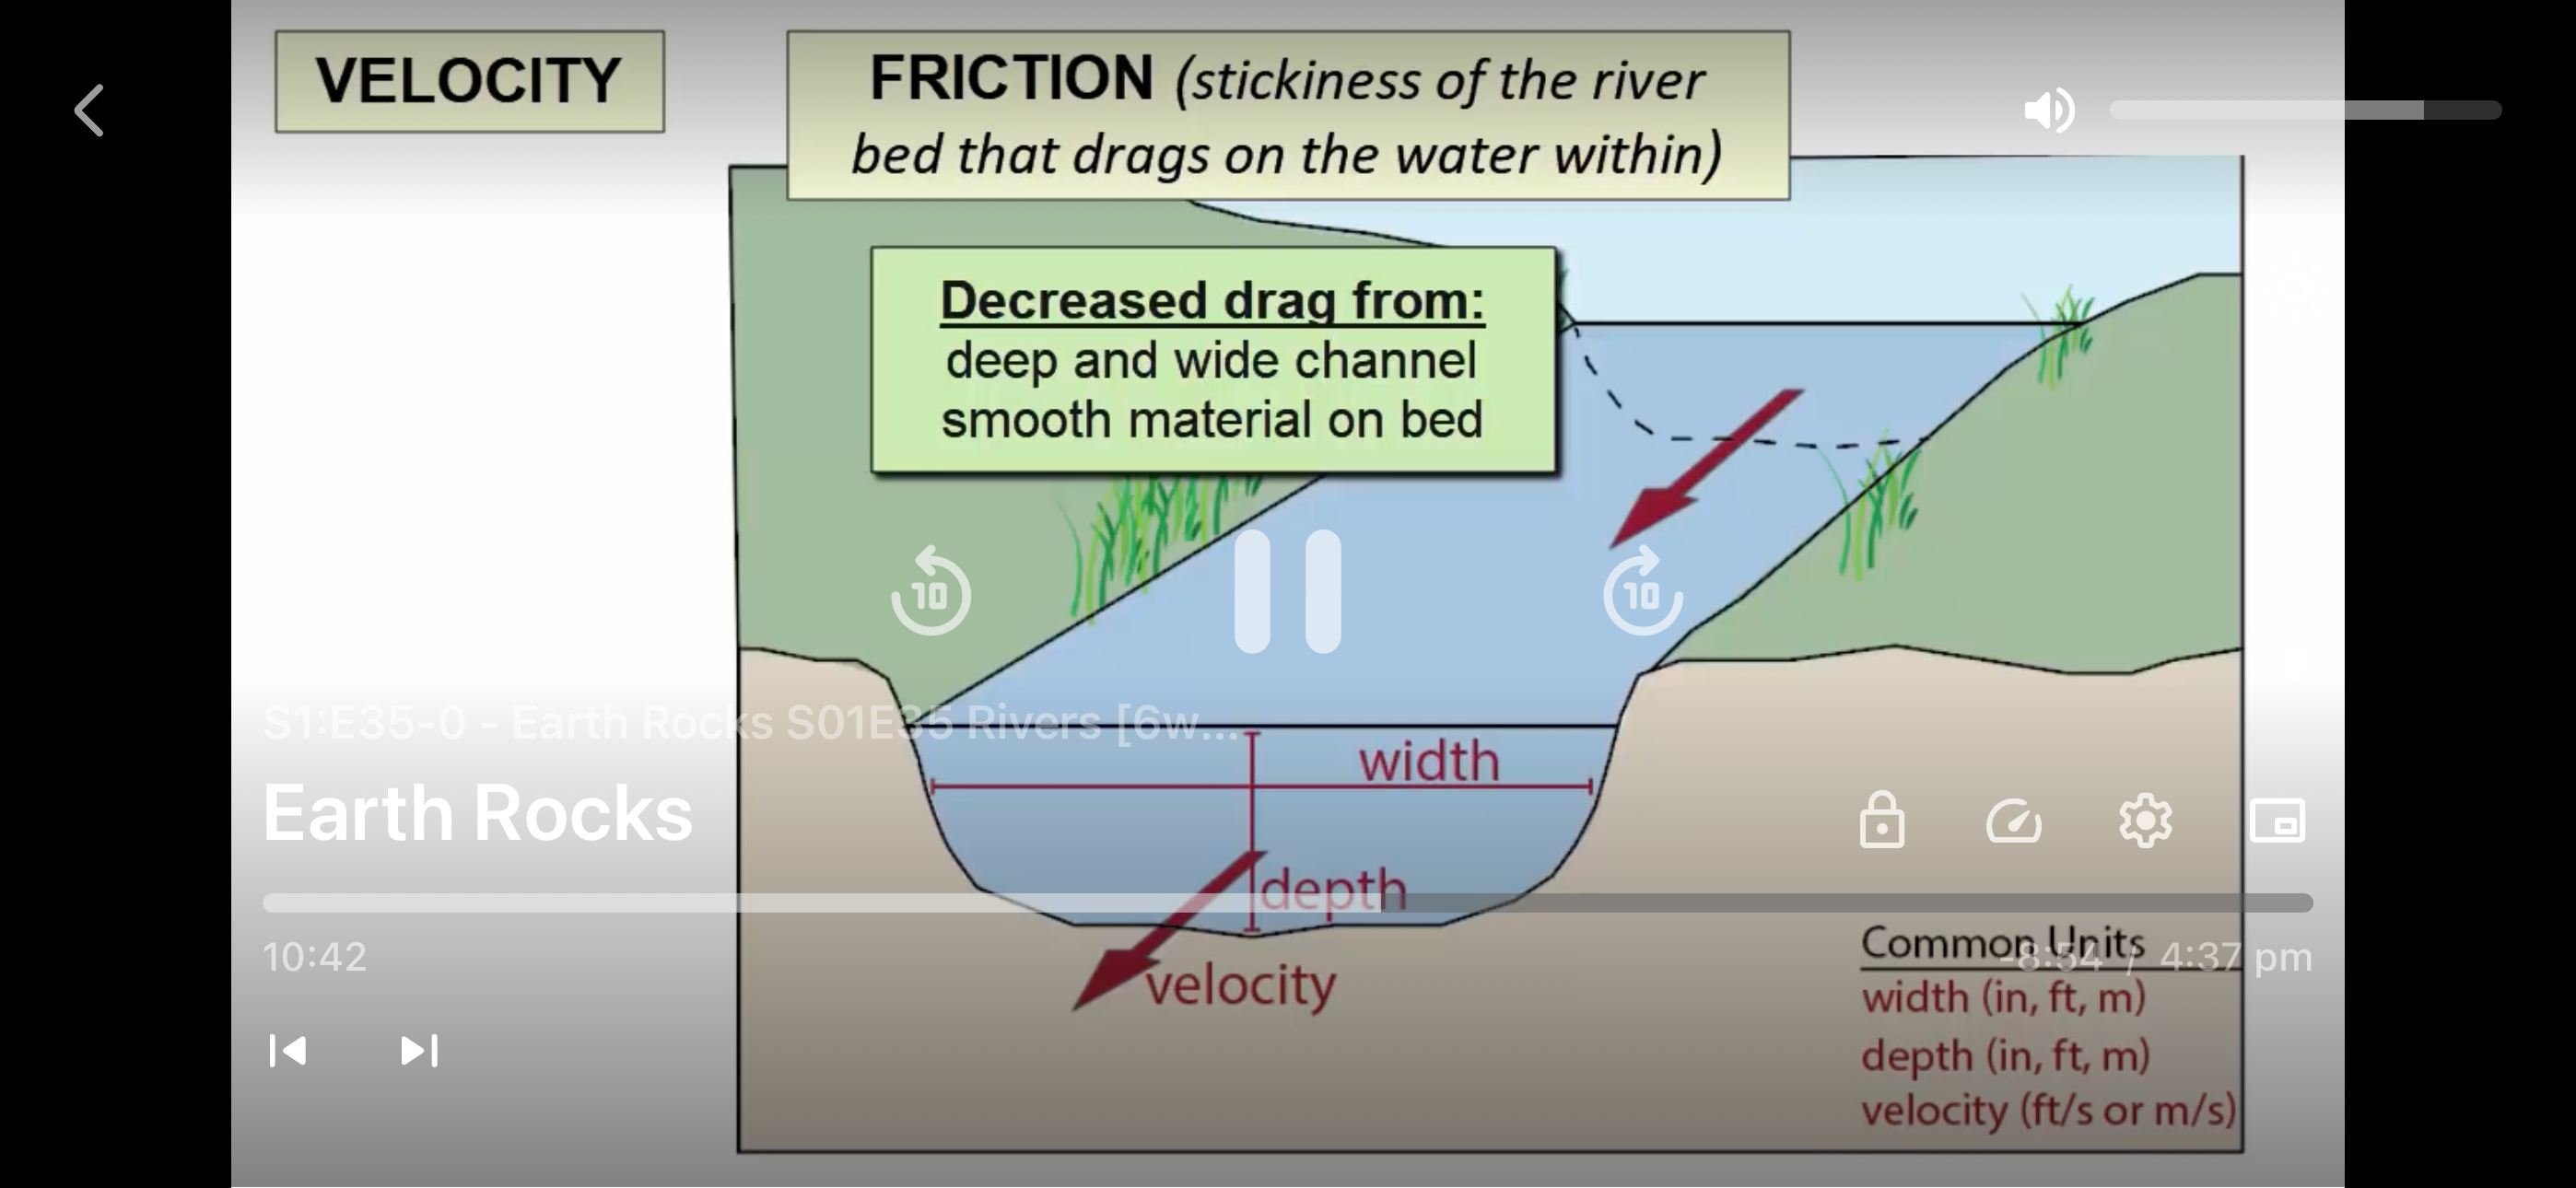 VELOCITY
FRICTION (stickiness of the river
bed that drags on the water within)
Decreased drag from:
deep and wide channel
smooth material on bed
10
10
S1:E35-0 - Earth Rocks S01E35 Rivers [6w...
Earth Rocks
width
depth
velocity
10:42
-8:54 / 4:37 pm
Common Units
width (in, ft, m)
depth (in, ft, m)
velocity (ft/s or m/s)